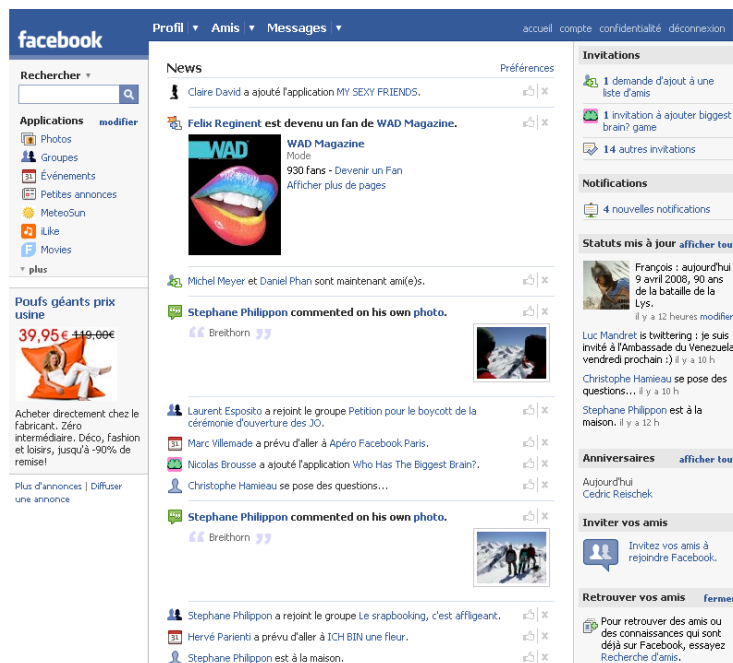 facebook
Profil ▾ Amis ▾ Messages ▾
accueil compte confidentialité déconnexion
Rechercher ▾
Applications modifier
Photos
Groupes
31 Événements
Petites annonces
MeteoSun
iLike
Movies
▾ plus
Poufs géants prix
usine
39,95€ 119,00€
Acheter directement chez le
fabricant. Zéro
intermédiaire. Déco, fashion
et loisirs, jusqu'à -90% de
remise!
Plus d'annonces | Diffuser
une annonce
News Préférences
Claire David a ajouté l'application MY SEXY FRIENDS.
Felix Reginent est devenu un fan de WAD Magazine.
WAD
WAD Magazine
Mode
930 fans - Devenir un Fan
Afficher plus de pages
Michel Meyer et Daniel Phan sont maintenant ami(e)s.
Stephane Philippon commented on his own photo.
Breithorn
Laurent Esposito a rejoint le groupe Petition pour le boycott de la
cérémonie d'ouverture des JO.
31 Marc Villemade a prévu d'aller à Apéro Facebook Paris.
Nicolas Brousse a ajouté l'application Who Has The Biggest Brain?.
Christophe Hamieau se pose des questions...
Stephane Philippon commented on his own photo.
Breithorn
Stephane Philippon a rejoint le groupe Le srapbooking, c'est affligeant.
31 Hervé Parienti a prévu d'aller à ICH BIN une fleur.
Stephane Philippon est à la maison.
Invitations
1 demande d'ajout à une
liste d'amis
1 invitation à ajouter biggest
brain? game
14 autres invitations
Notifications
4 nouvelles notifications
Statuts mis à jour afficher tou
François : aujourd'hui
9 avril 2008, 90 ans
de la bataille de la
Lys.
il y a 12 heures modifier
Luc Mandret is twittering : je suis
invité à l'Ambassade du Venezuela
vendredi prochain :) il y a 10 h
Christophe Hamieau se pose des
questions... il y a 10 h
Stephane Philippon est à la
maison. il y a 12 h
Anniversaires afficher tou
Aujourd'hui
Cedric Reischek
Inviter vos amis
Invitez vos amis à
rejoindre Facebook.
Retrouver vos amis fermer
Pour retrouver des amis ou
des connaissances qui sont
déjà sur Facebook, essayez
Recherche d'amis.